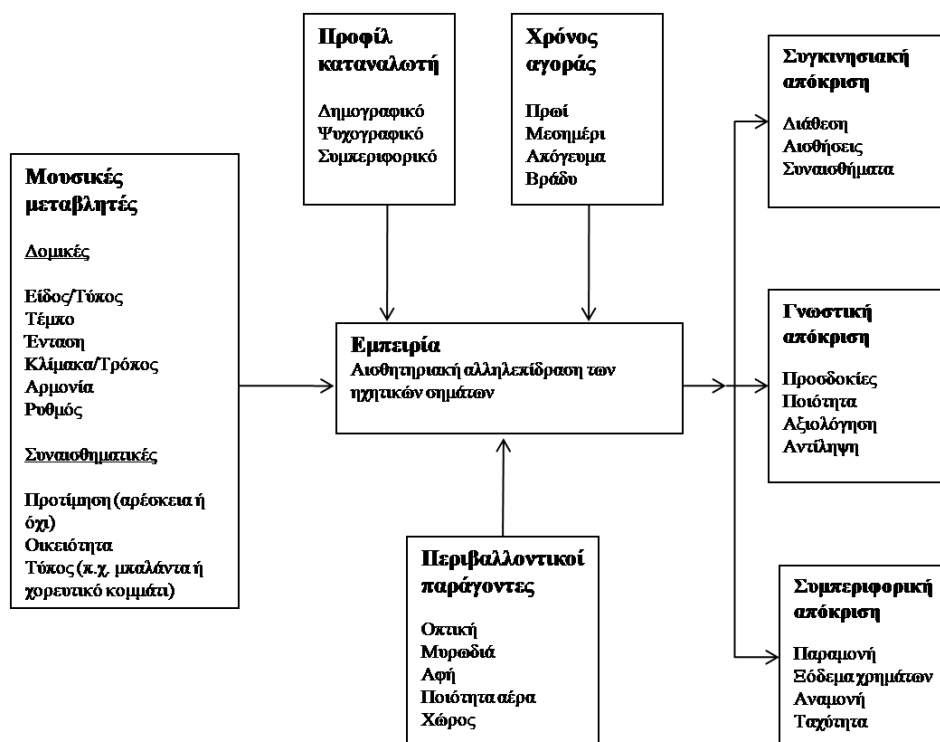 Μουσικές
μεταβλητές
Δομικές
Είδος/Τύπος
Τέμπο
Ένταση
Κλίμακα/Τρόπος
Αρμονία
Ρυθμός
Συναισθηματικές
Προτίμηση (αρέσκεια ή
όχι)
Οικειότητα
Τύπος (π.χ. μπαλάντα ή
χορευτικό κομμάτι)
Προφίλ
καταναλωτή
Δημογραφικό
Ψυχογραφικό
Συμπεριφορικό
Χρόνος
αγοράς
Πρωί
Μεσημέρι
Απόγευμα
Βράδυ
Εμπειρία
Αισθητηριακή αλληλεπίδραση των
ηχητικών σημάτων
Περιβαλλοντικοί
παράγοντες
Οπτική
Μυρωδιά
Αφή
Ποιότητα αέρα
Χώρος
Συγκινησιακή
απόκριση
Διάθεση
Αισθήσεις
Συναισθήματα
Γνωστική
απόκριση
Προσδοκίες
Ποιότητα
Αξιολόγηση
Αντίληψη
Συμπεριφορική
απόκριση
Παραμονή
Ξόδεμα χρημάτων
Αναμονή
Ταχύτητα